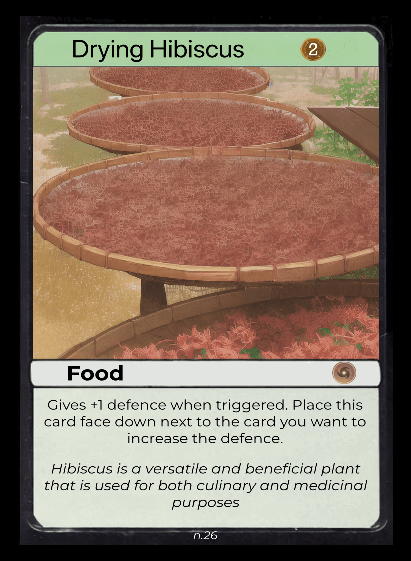 Drying Hibiscus 2
Food
Gives +1 defence when triggered. Place this
card face down next to the card you want to
increase the defence.
Hibiscus is a versatile and beneficial plant
that is used for both culinary and medicinal
purposes
n.26